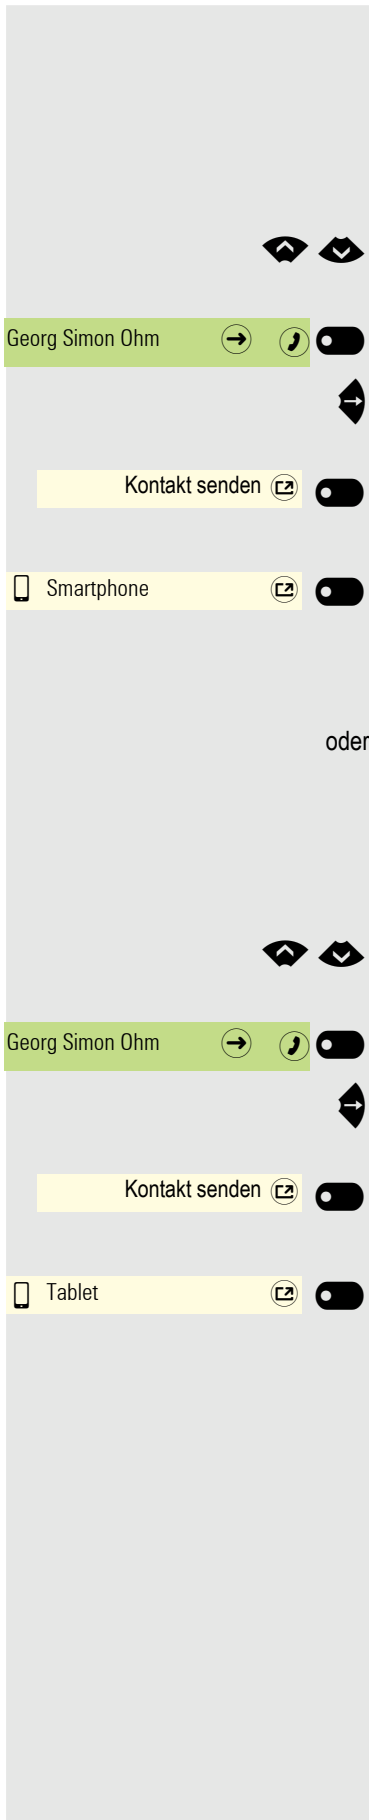 Georg Simon Ohm
Kontakt senden
Smartphone
oder
Georg Simon Ohm
Kontakt senden
Tablet